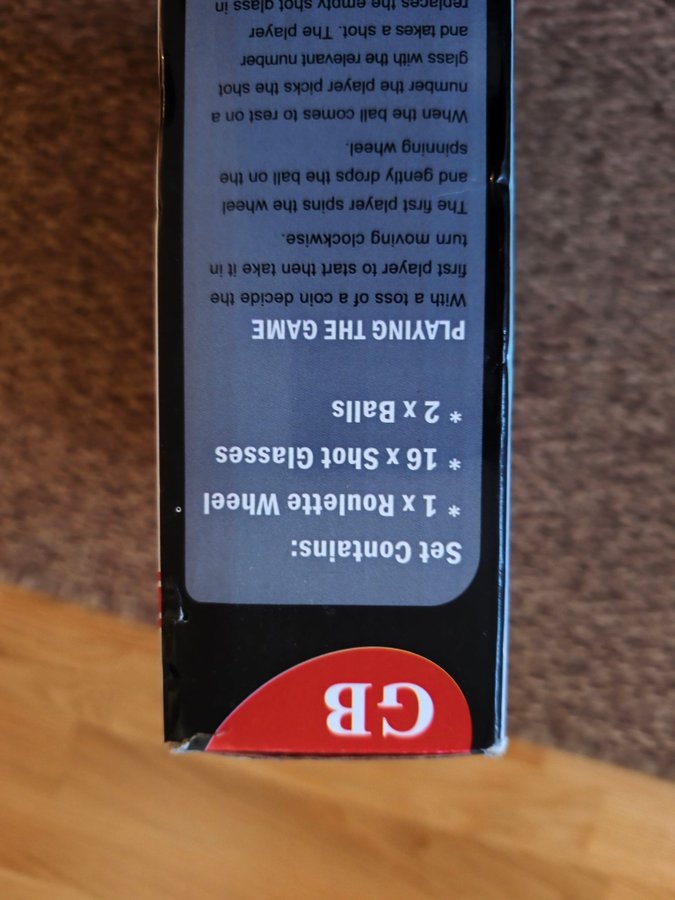 GB
Set Contains:
* 1 x Roulette Wheel
* 16 x Shot Glasses
* 2 x Balls
PLAYING THE GAME
With a toss of a coin decide the
first player to start then take it in
turn moving clockwise.
The first player spins the wheel
and gently drops the ball on the
spinning wheel.
When the ball comes to rest on a
number the player picks the shot
glass with the relevant number
and takes a shot. The player
replaces the empty shot glass in